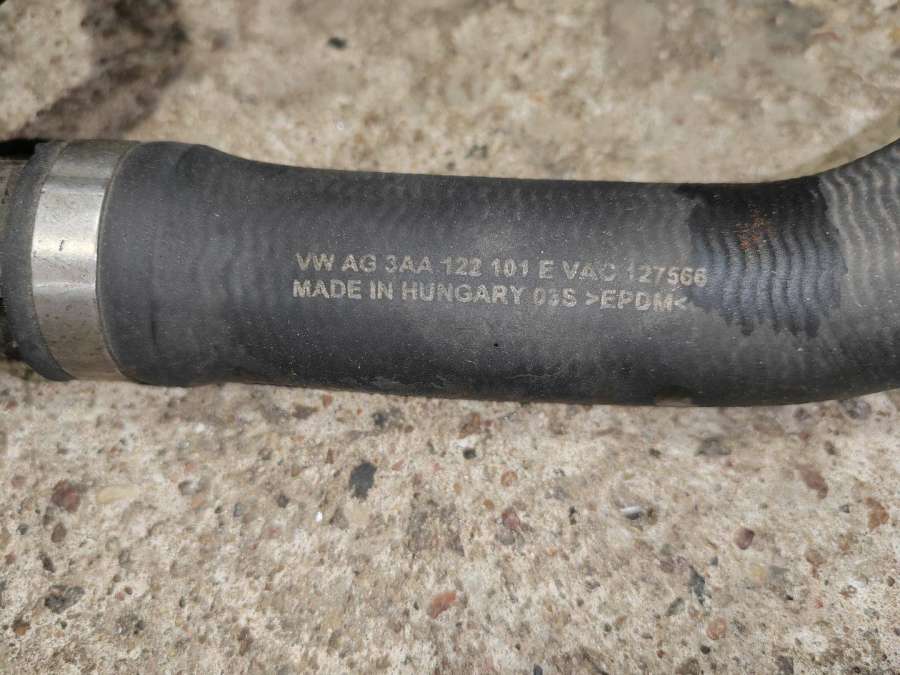 VW AG 3AA 122 101 E VAC 127566
MADE IN HUNGARY 03S >EPDM<